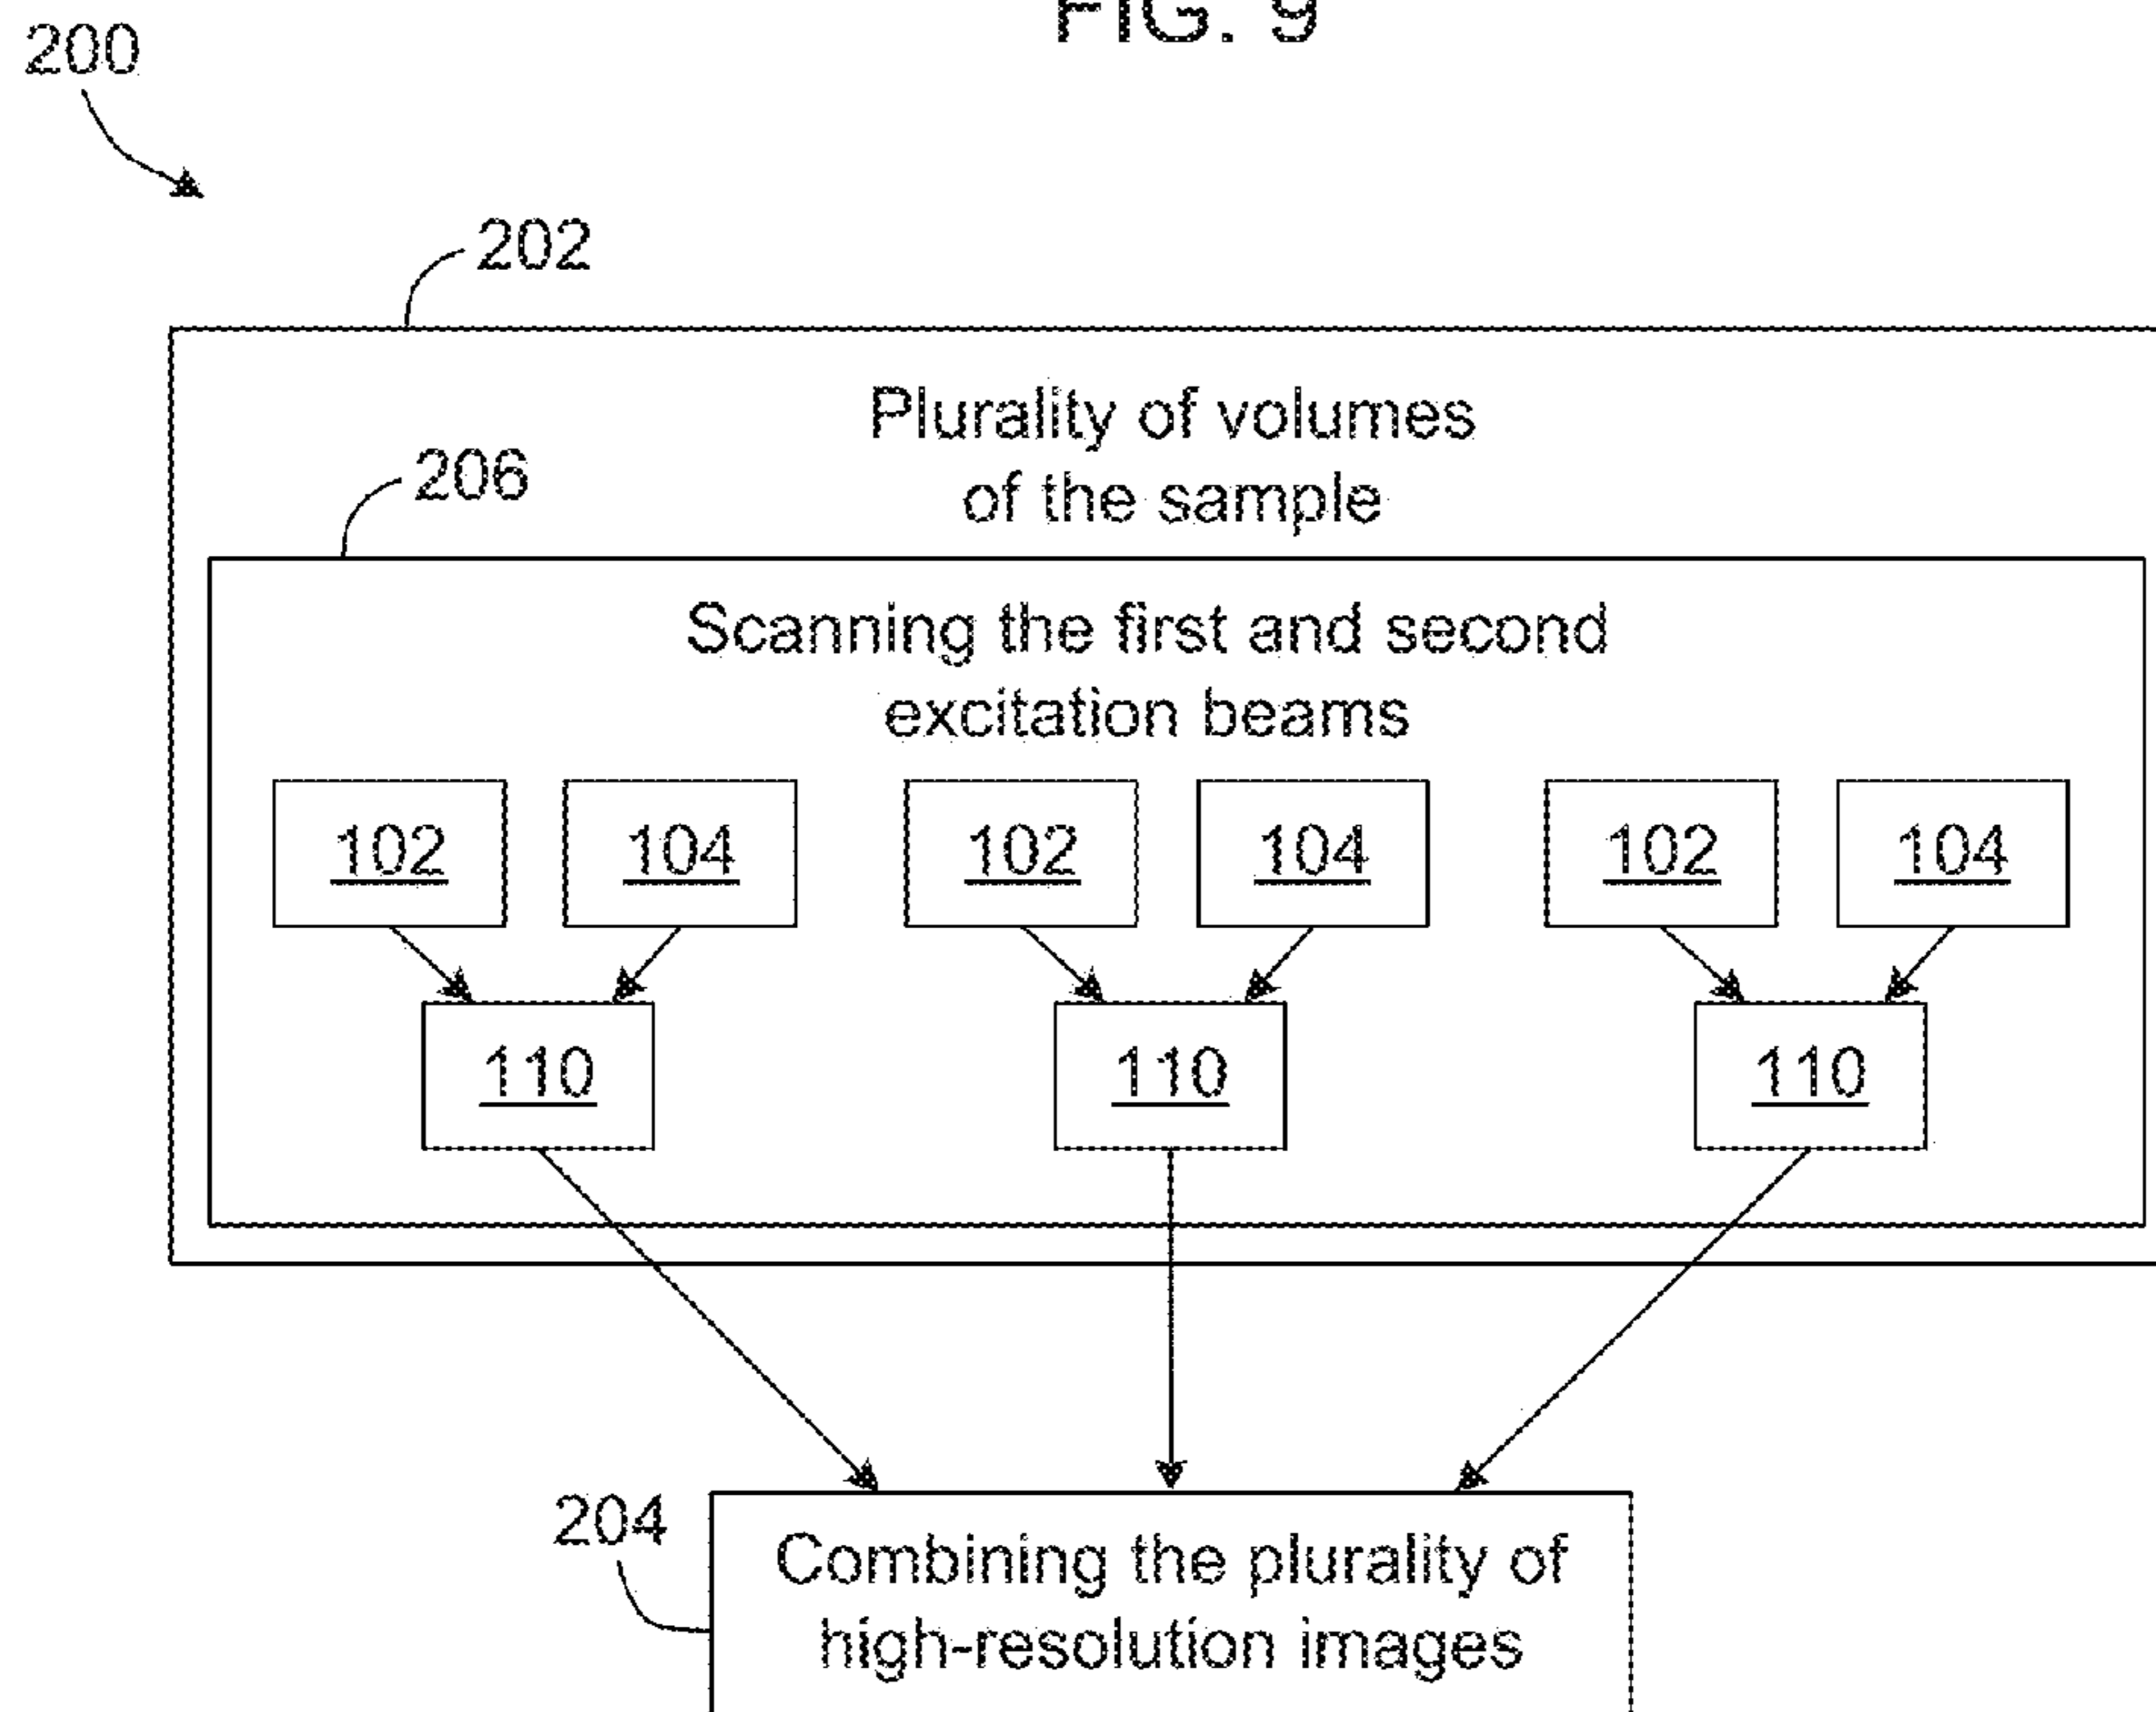 FIG. 9
200
202
Plurality of volumes
of the sample
206
Scanning the first and second
excitation beams
102 104 102 104 102 104
110 110 110
204
Combining the plurality of
high-resolution images